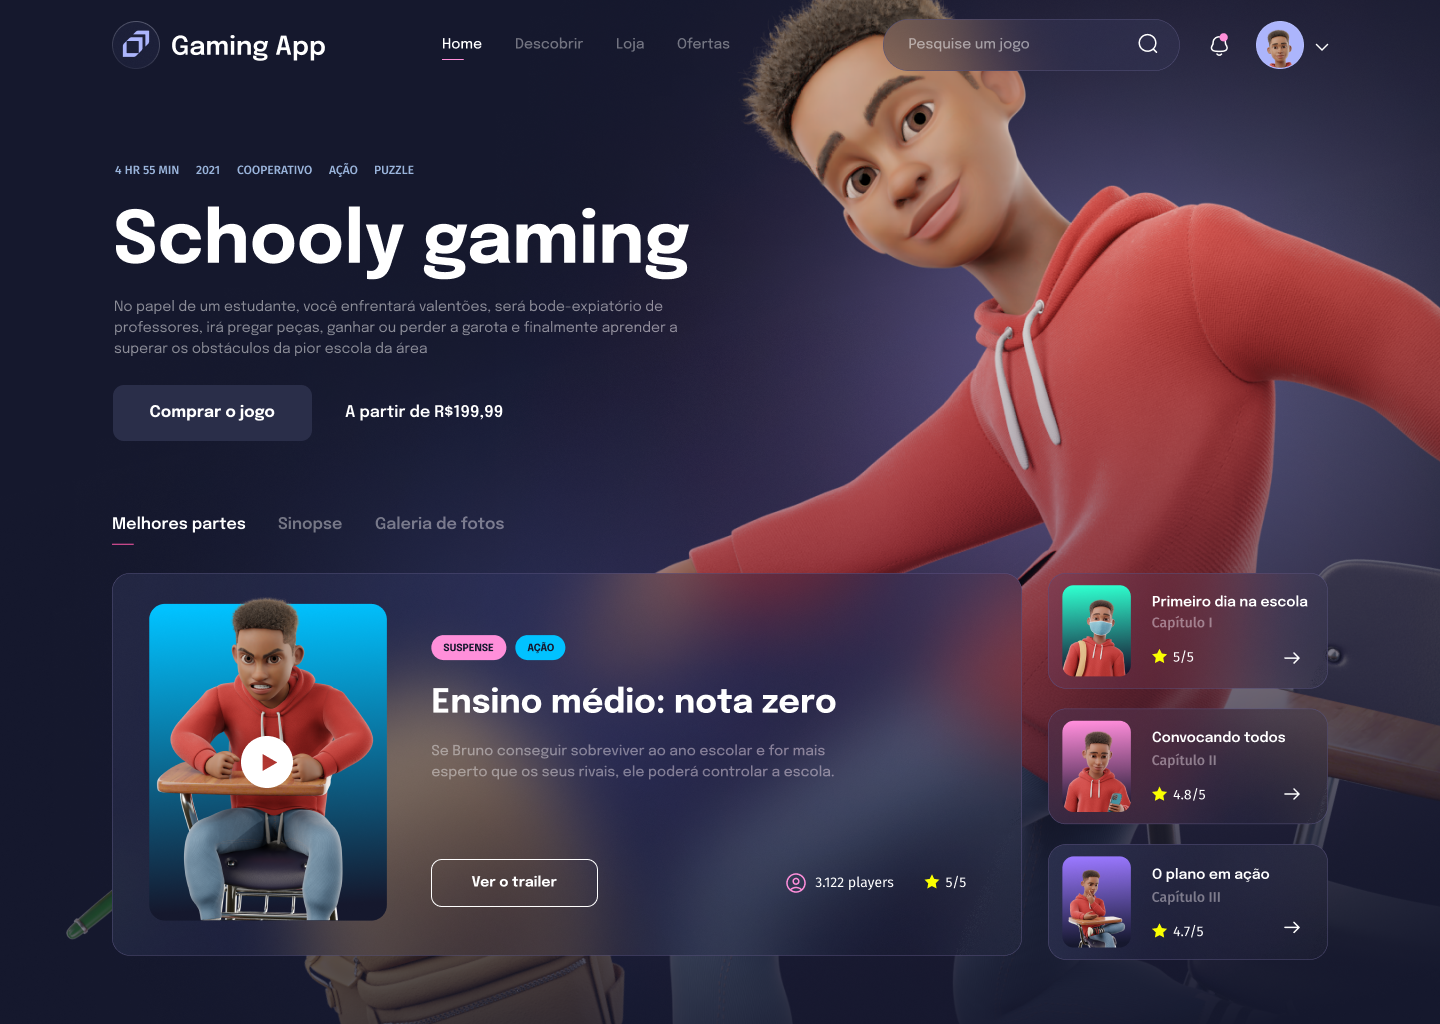 Gaming App
Home
Descobrir
Loja
Ofertas
Pesquise um jogo
4 HR 55 MIN
2021
COOPERATIVO
AÇÃO
PUZZLE
Schooly gaming
No papel de um estudante, você enfrentará valentões, será bode-expiatório de
professores, irá pregar peças, ganhar ou perder a garota e finalmente aprender a
superar os obstáculos da pior escola da área
Comprar o jogo
A partir de R$199,99
Melhores partes
Sinopse
Galeria de fotos
SUSPENSE
AÇÃO
Ensino médio: nota zero
Se Bruno conseguir sobreviver ao ano escolar e for mais
esperto que os seus rivais, ele poderá controlar a escola.
Ver o trailer
3.122 players
5/5
Primeiro dia na escola
Capítulo I
5/5
Convocando todos
Capítulo II
4.8/5
O plano em ação
Capítulo III
4.7/5